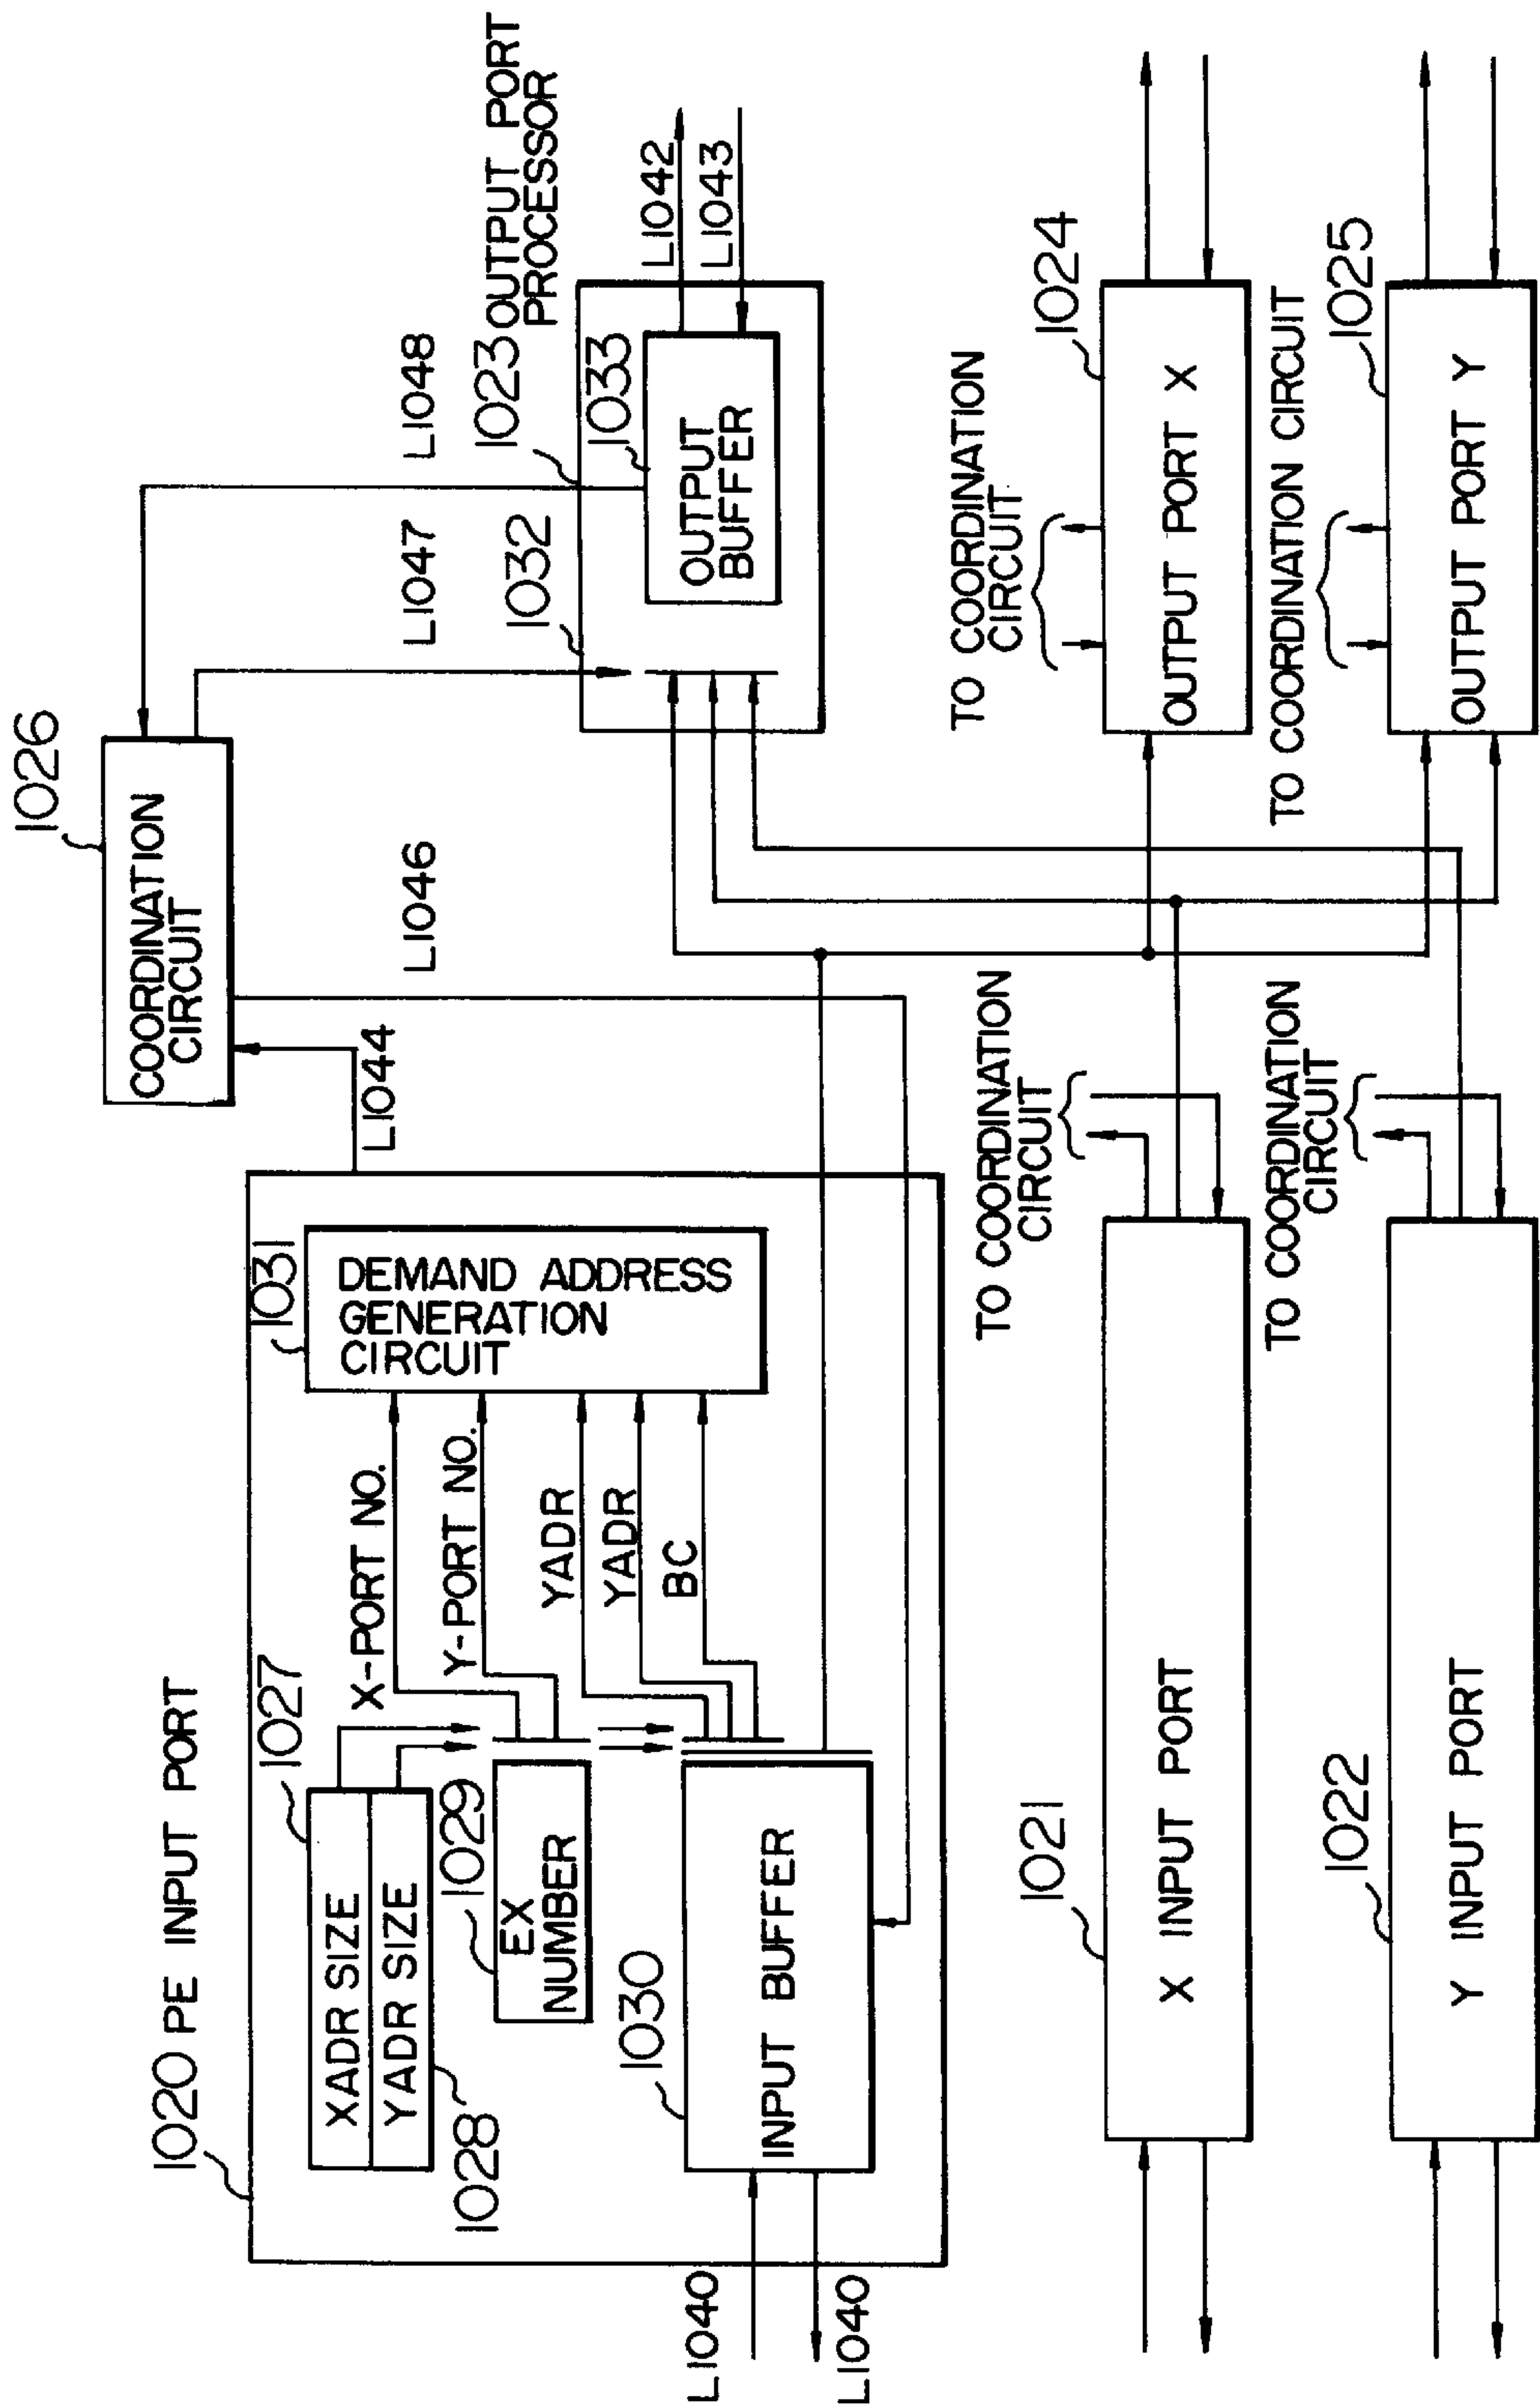 1020 PE INPUT PORT
1027
XADR SIZE
YADR SIZE
1028
1029
EX
NUMBER
1030
INPUT BUFFER
L1040
L1040
X-PORT NO.
Y-PORT NO.
YADR
YADR
BC
1031
DEMAND ADDRESS
GENERATION
CIRCUIT
L1044
1026
COORDINATION
CIRCUIT
L1046
L1047
L1048
1032
1023 OUTPUT PORT
PROCESSOR
1033
OUTPUT
BUFFER
L1042
L1043
1021
X INPUT PORT
TO COORDINATION
CIRCUIT
TO COORDINATION
CIRCUIT
1024
OUTPUT PORT X
1022
Y INPUT PORT
TO COORDINATION
CIRCUIT
TO COORDINATION CIRCUIT
1025
OUTPUT PORT Y